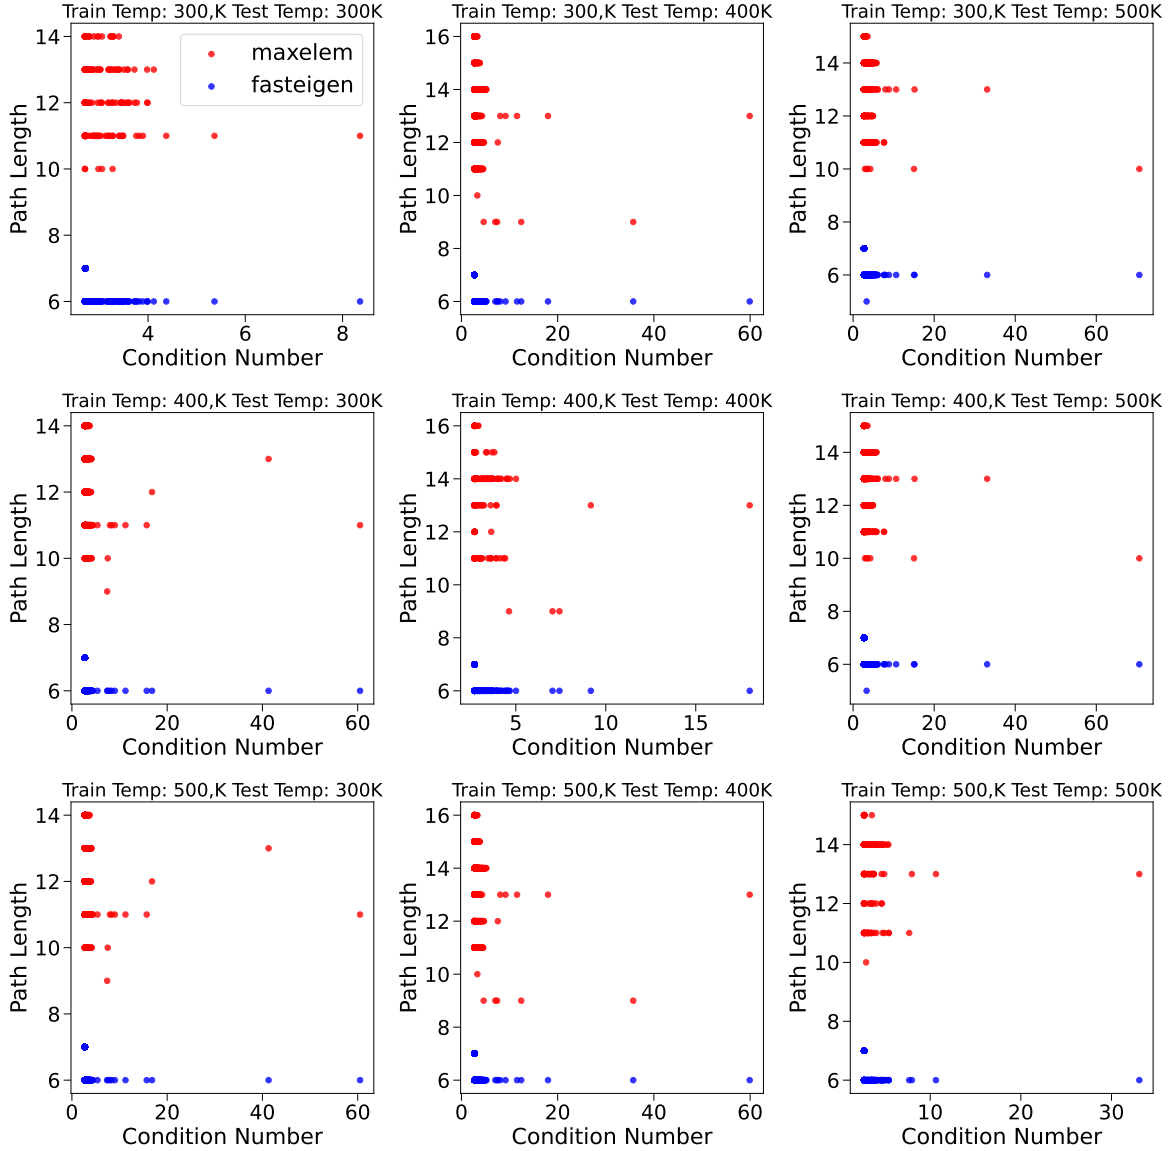 Train Temp: 300,K Test Temp: 300K
14
12
10
8
6
Path Length
maxelem
fasteigen
4
6
8
Condition Number
Train Temp: 300,K Test Temp: 400K
16
14
12
10
8
6
Path Length
0
20
40
60
Condition Number
Train Temp: 300,K Test Temp: 500K
14
12
10
8
6
Path Length
0
20
40
60
Condition Number
Train Temp: 400,K Test Temp: 300K
14
12
10
8
6
Path Length
0
20
40
60
Condition Number
Train Temp: 400,K Test Temp: 400K
16
14
12
10
8
6
Path Length
5
10
15
Condition Number
Train Temp: 400,K Test Temp: 500K
14
12
10
8
6
Path Length
0
20
40
60
Condition Number
Train Temp: 500,K Test Temp: 300K
14
12
10
8
6
Path Length
0
20
40
60
Condition Number
Train Temp: 500,K Test Temp: 400K
16
14
12
10
8
6
Path Length
0
20
40
60
Condition Number
Train Temp: 500,K Test Temp: 500K
14
12
10
8
6
Path Length
10
20
30
Condition Number